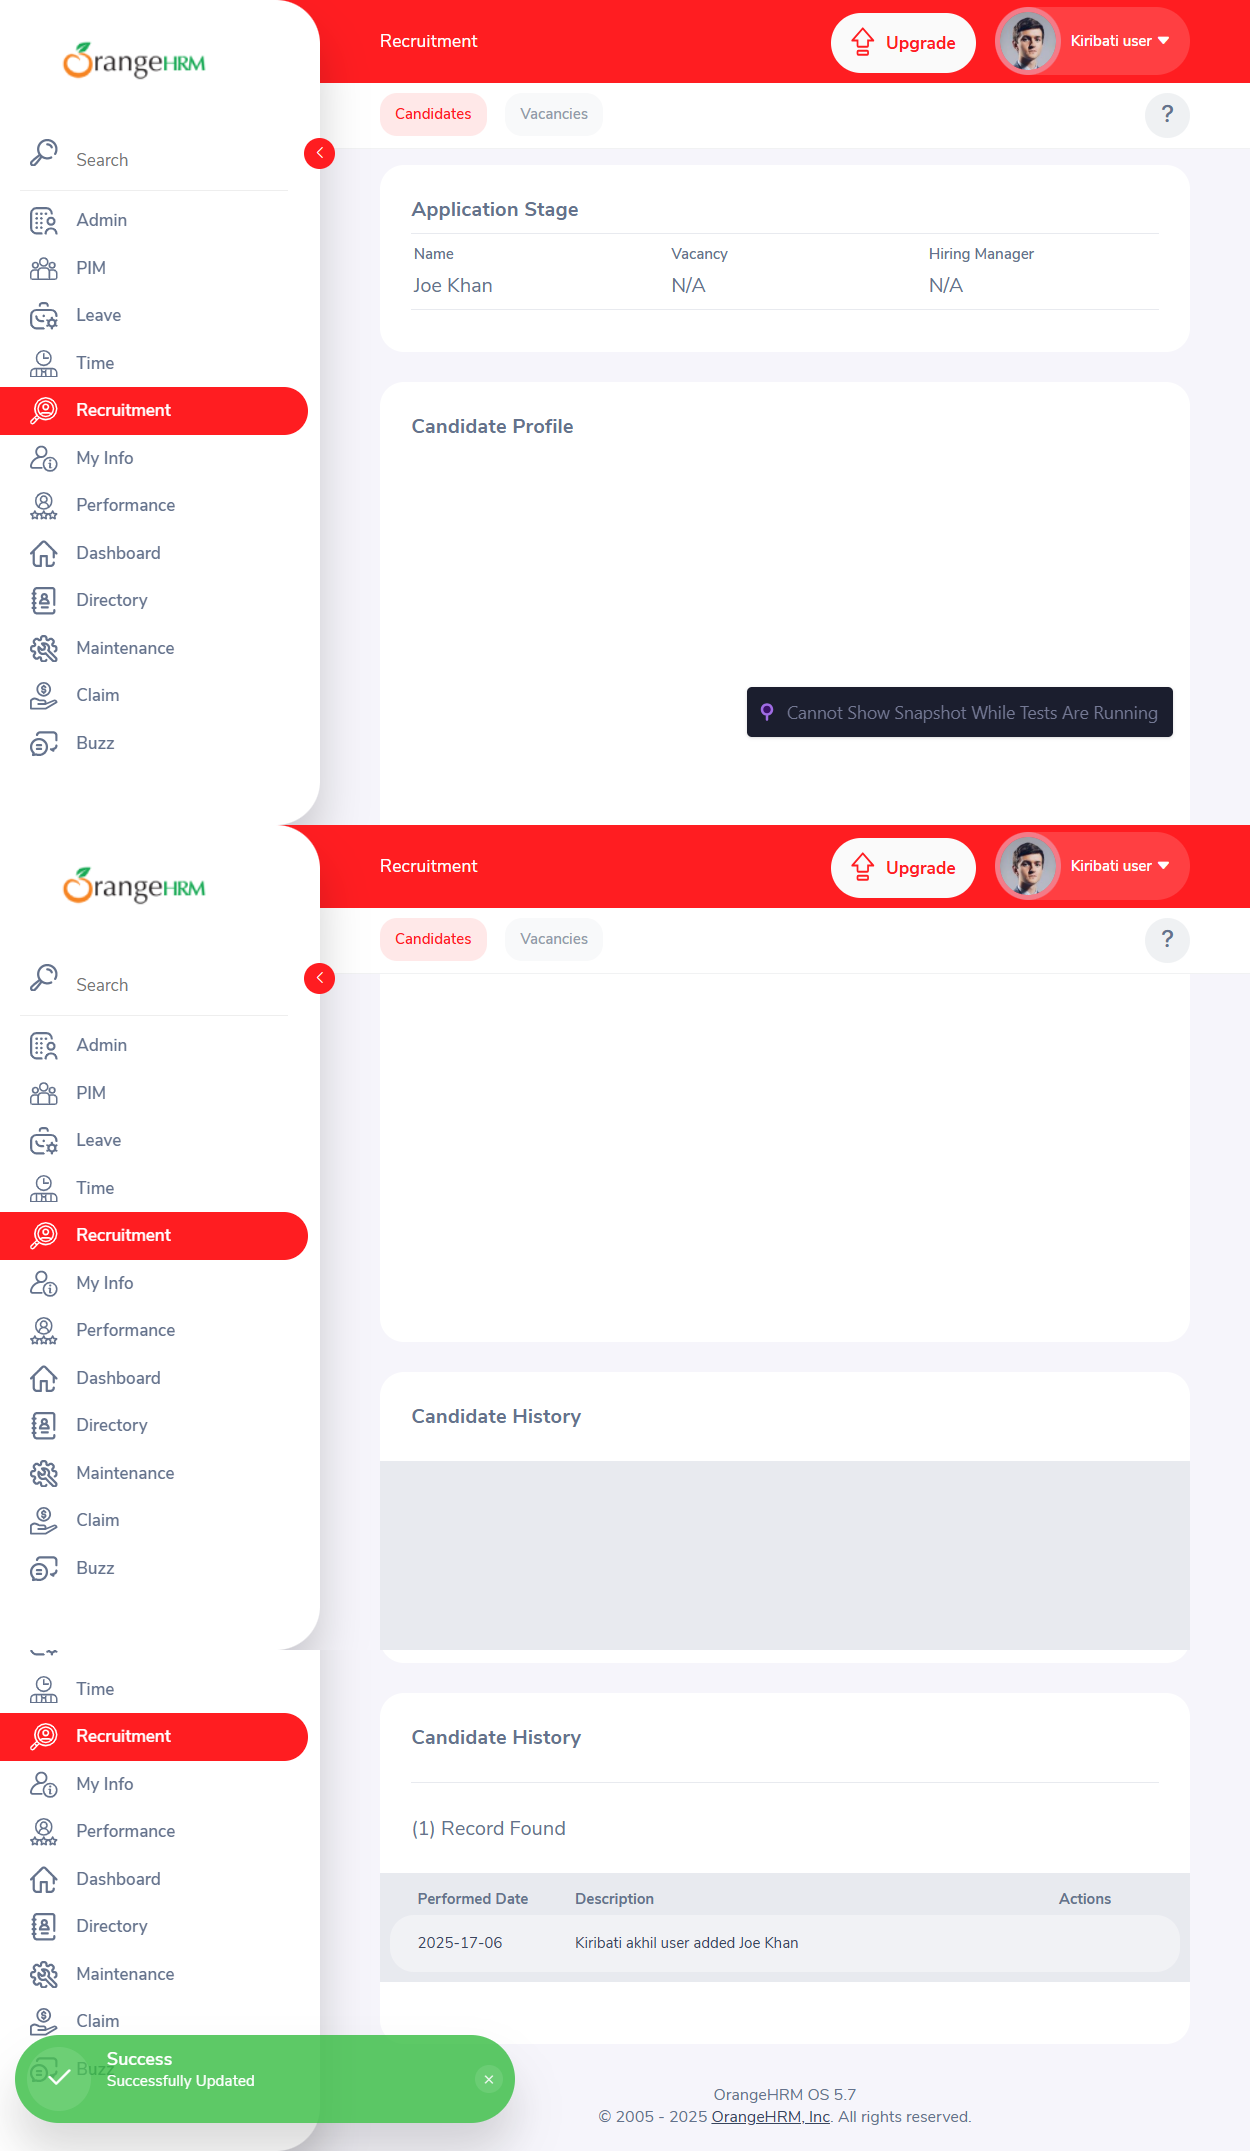 OrangeHRM
Recruitment
Upgrade
Kiribati user
Candidates
Vacancies
?
Search
Admin
PIM
Leave
Time
Recruitment
My Info
Performance
Dashboard
Directory
Maintenance
Claim
Buzz
Application Stage
Name
Vacancy
Hiring Manager
Joe Khan
N/A
N/A
Candidate Profile
Cannot Show Snapshot While Tests Are Running
OrangeHRM
Recruitment
Upgrade
Kiribati user
Candidates
Vacancies
?
Search
Admin
PIM
Leave
Time
Recruitment
My Info
Performance
Dashboard
Directory
Maintenance
Claim
Buzz
Candidate History
Time
Recruitment
My Info
Performance
Dashboard
Directory
Maintenance
Claim
Buzz
Candidate History
(1) Record Found
Performed Date
Description
Actions
2025-17-06
Kiribati akhil user added Joe Khan
Success
Successfully Updated
OrangeHRM OS 5.7
© 2005 - 2025 OrangeHRM, Inc. All rights reserved.